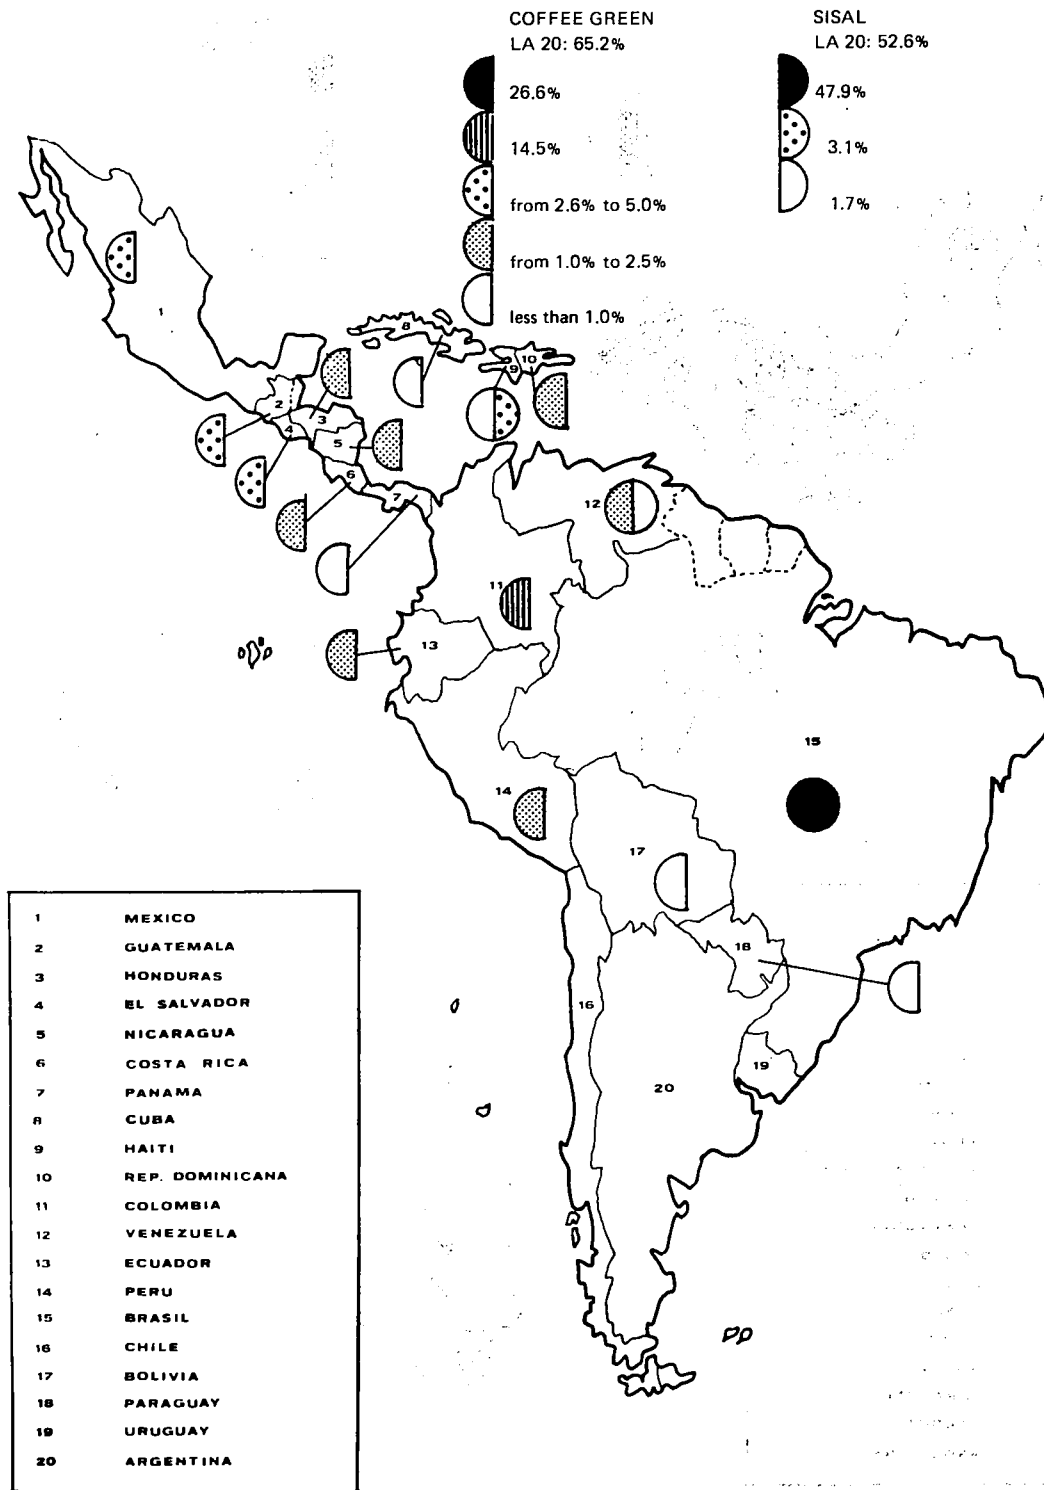 COFFEE GREEN
LA 20: 65.2%
26.6%
14.5%
from 2.6% to 5.0%
from 1.0% to 2.5%
less than 1.0%
SISAL
LA 20: 52.6%
47.9%
3.1%
1.7%
1
2
3
4
5
6
7
8
9
10
11
12
13
14
15
16
17
18
19
20
1 MEXICO
2 GUATEMALA
3 HONDURAS
4 EL SALVADOR
5 NICARAGUA
6 COSTA RICA
7 PANAMA
8 CUBA
9 HAITI
10 REP. DOMINICANA
11 COLOMBIA
12 VENEZUELA
13 ECUADOR
14 PERU
15 BRASIL
16 CHILE
17 BOLIVIA
18 PARAGUAY
19 URUGUAY
20 ARGENTINA